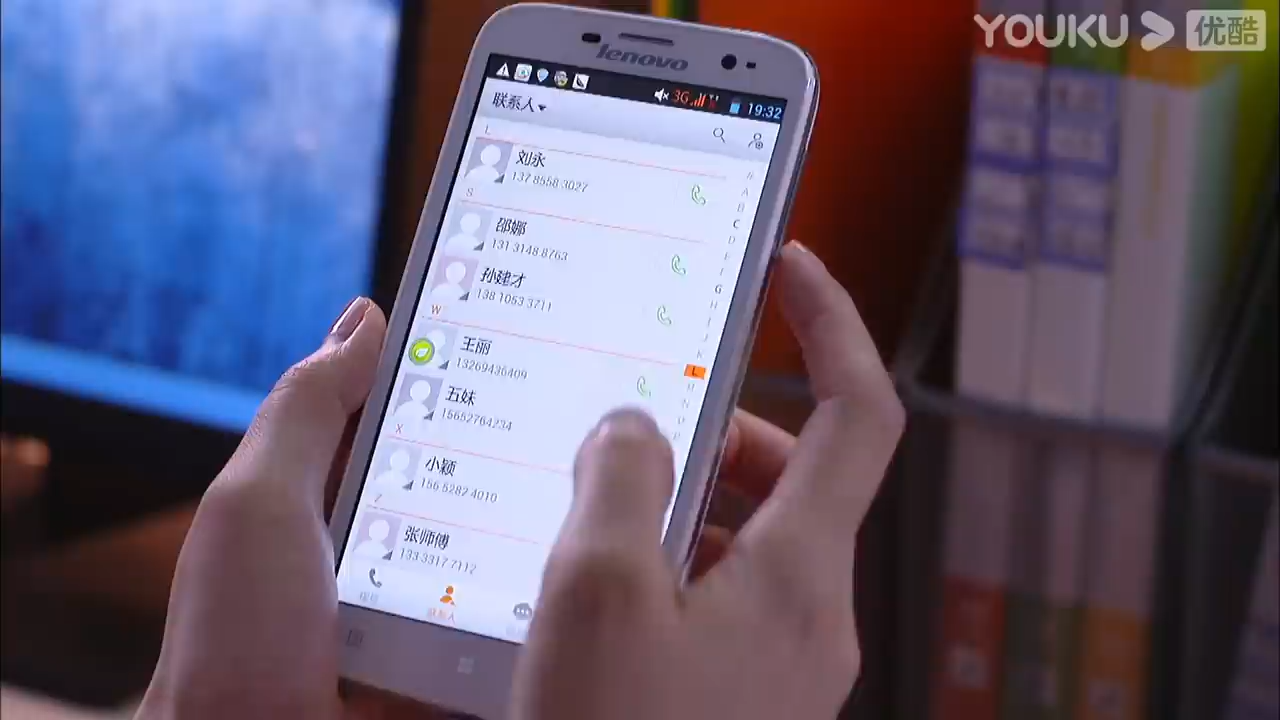 YOUKU 优酷
lenovo
3G 19:32
联系人
L
刘永
137 8558 3027
S
邵娜
131 3148 8763
孙建才
138 1053 3711
W
王丽
13269436409
五妹
15652764234
X
小颖
156 5282 4010
Z
张师傅
133 3317 7112
联系人
#
A
B
C
D
E
F
G
H
I
J
K
L
M
N
O
P